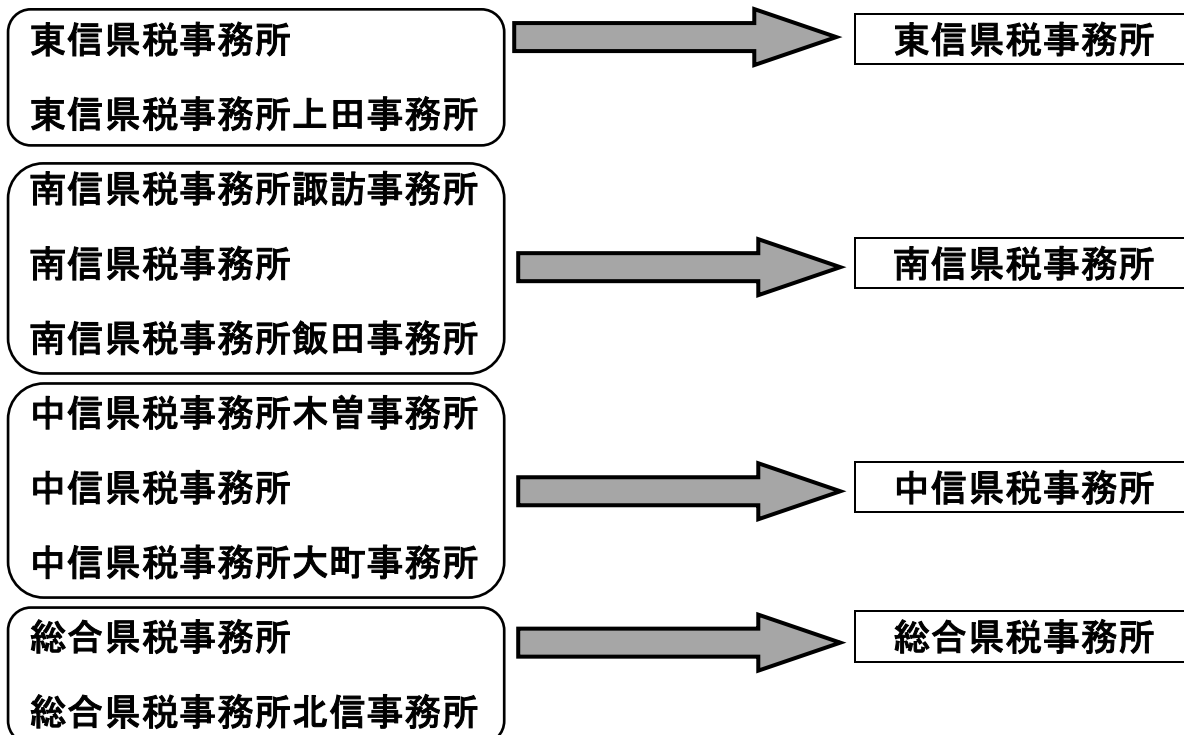 東信県税事務所
東信県税事務所
東信県税事務所上田事務所
南信県税事務所諏訪事務所
南信県税事務所
南信県税事務所
南信県税事務所飯田事務所
中信県税事務所木曽事務所
中信県税事務所
中信県税事務所
中信県税事務所大町事務所
総合県税事務所
総合県税事務所
総合県税事務所北信事務所